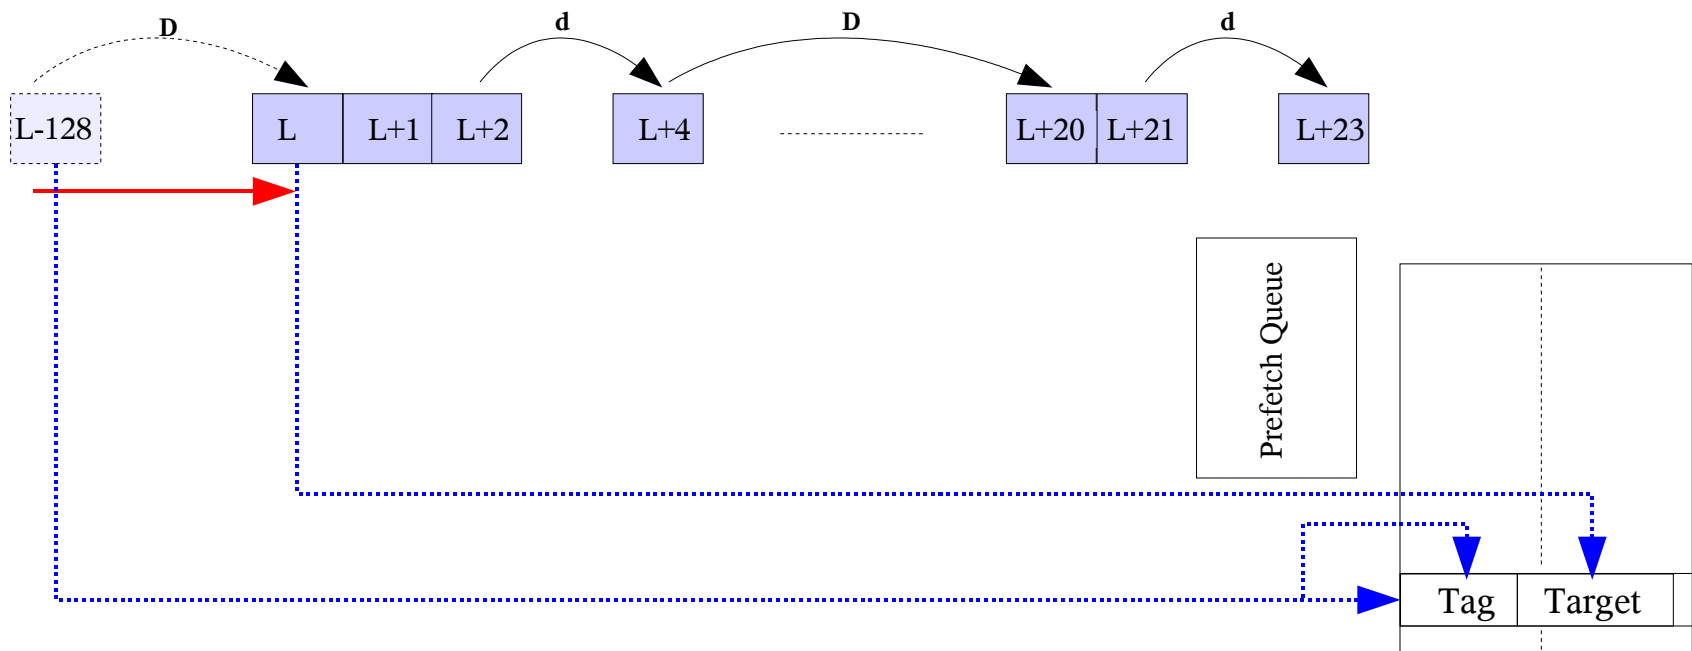 D
d
D
d
L-128
L
L+1
L+2
L+4
L+20
L+21
L+23
Prefetch Queue
Tag
Target